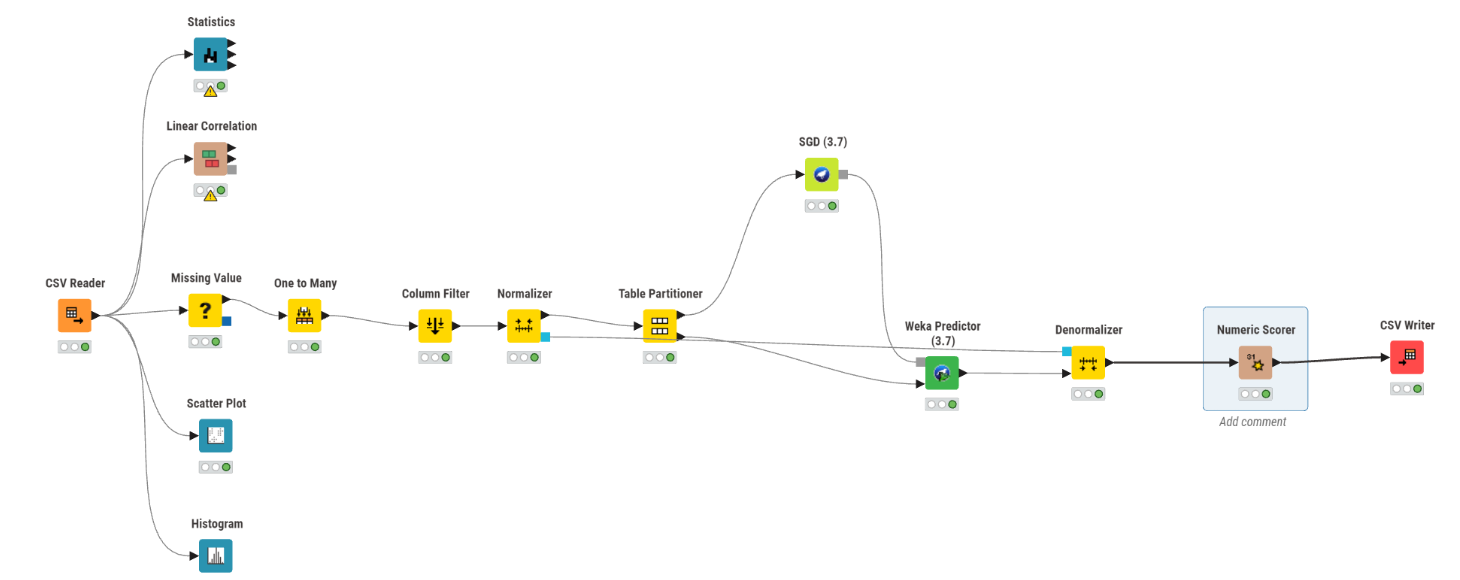 Statistics
Linear Correlation
SGD (3.7)
CSV Reader
Missing Value
?
One to Many
Column Filter
Normalizer
Table Partitioner
Weka Predictor
(3.7)
Denormalizer
Numeric Scorer
CSV Writer
Add comment
Scatter Plot
Histogram